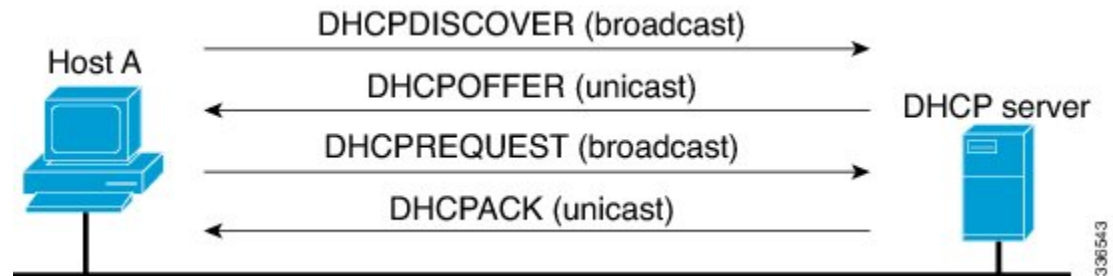 DHCPDISCOVER (broadcast)
Host A
DHCPOFFER (unicast)
DHCP server
DHCPREQUEST (broadcast)
DHCPACK (unicast)
336543